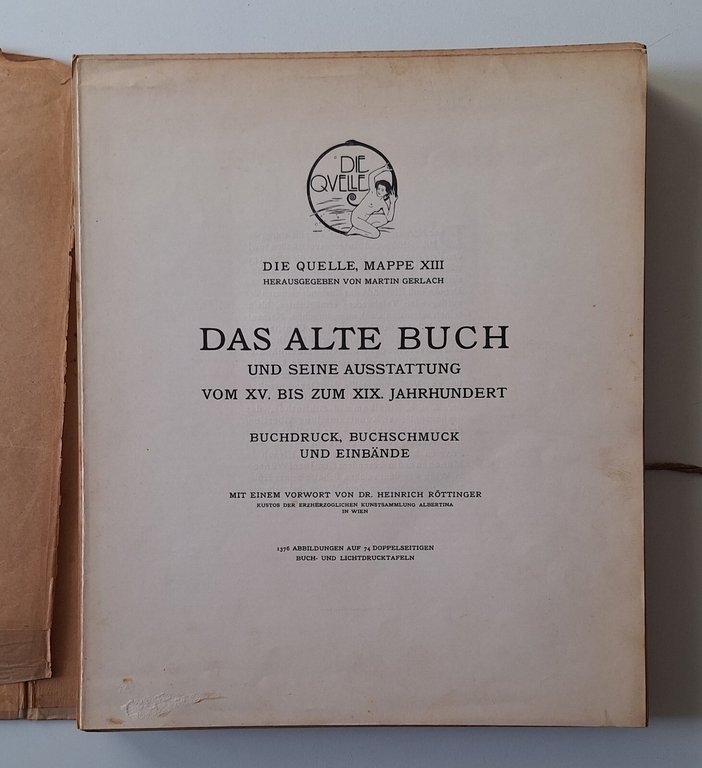 DIE
QVELLE
DIE QUELLE, MAPPE XIII
HERAUSGEGEBEN VON MARTIN GERLACH
DAS ALTE BUCH
UND SEINE AUSSTATTUNG
VOM XV. BIS ZUM XIX. JAHRHUNDERT
BUCHDRUCK, BUCHSCHMUCK
UND EINBÄNDE
MIT EINEM VORWORT VON DR. HEINRICH RÖTTINGER
KUSTOS DER ERZHERZOGLICHEN KUNSTSAMMLUNG ALBERTINA
IN WIEN
1376 ABBILDUNGEN AUF 74 DOPPELSEITIGEN
BUCH- UND LICHTDRUCKTAFELN